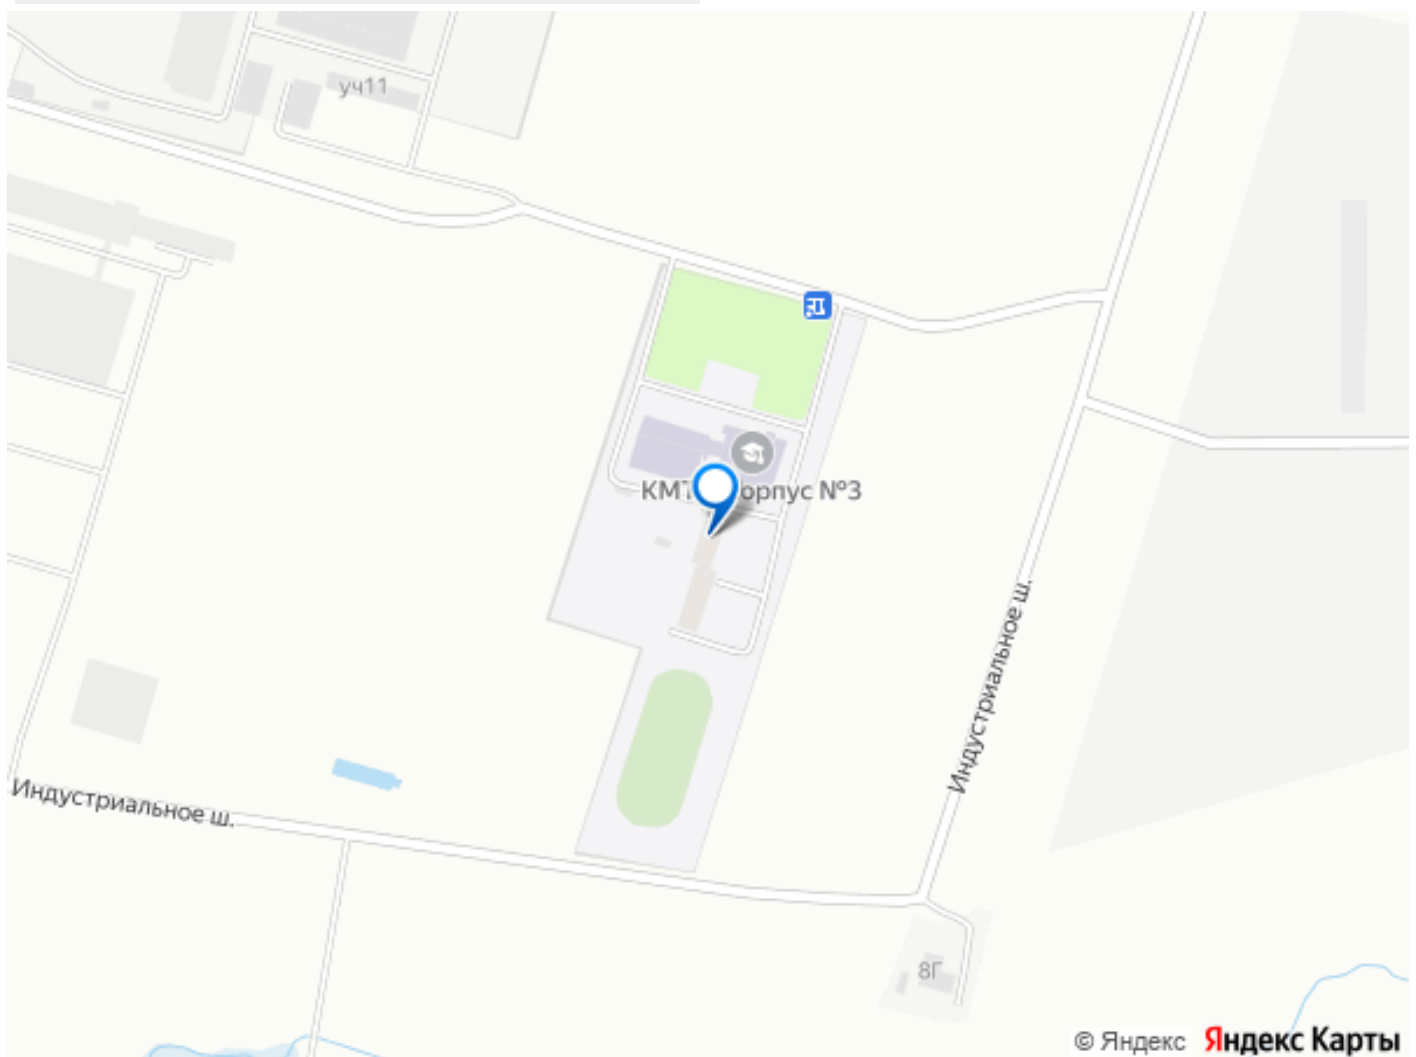 уч11
КМТ орпус №3
Индустриальное ш.
Индустриальное ш.
8Г
© Яндекс Яндекс Карты